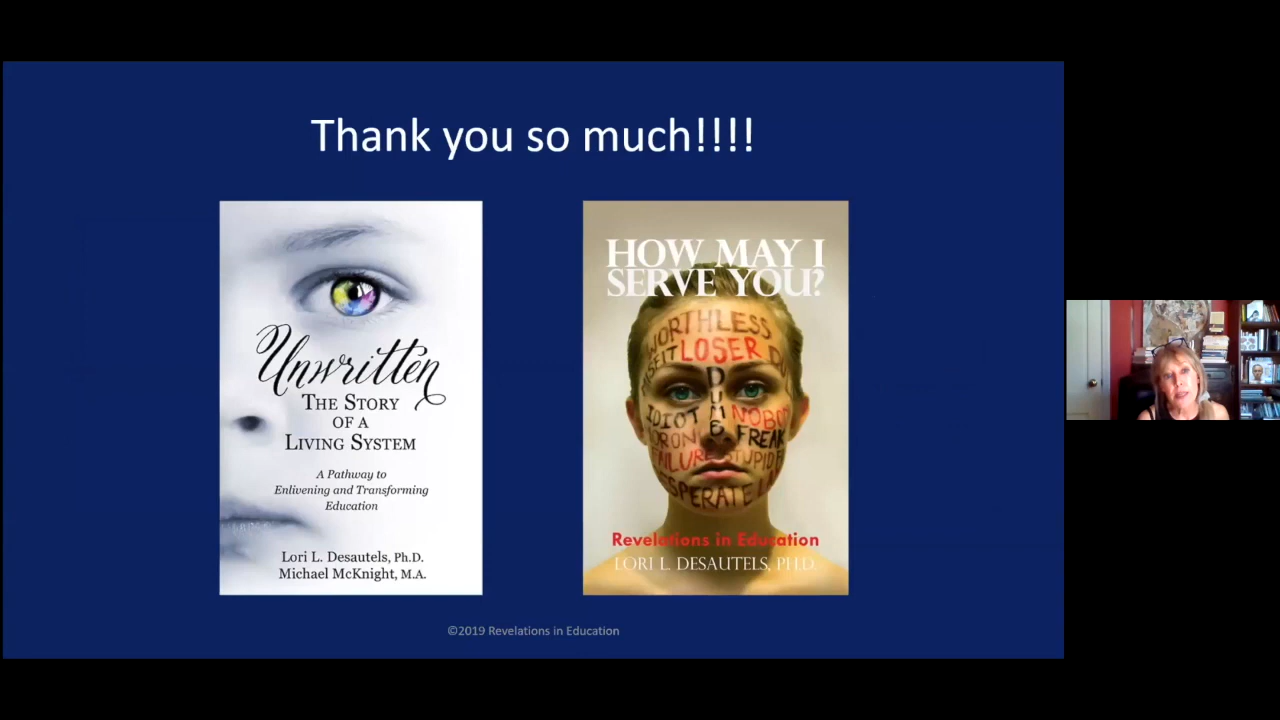 Thank you so much!!!!
Unwritten
THE STORY
OF A
LIVING SYSTEM
A Pathway to
Enlivening and Transforming
Education
Lori L. Desautels, Ph.D.
Michael McKnight, M.A.
HOW MAY I
SERVE YOU?
WORTHLESS
LOSER
DUMB
IDIOT
FREAK
STUPID
Revelations in Education
LORI L. DESAUTELS, PH.D.
©2019 Revelations in Education